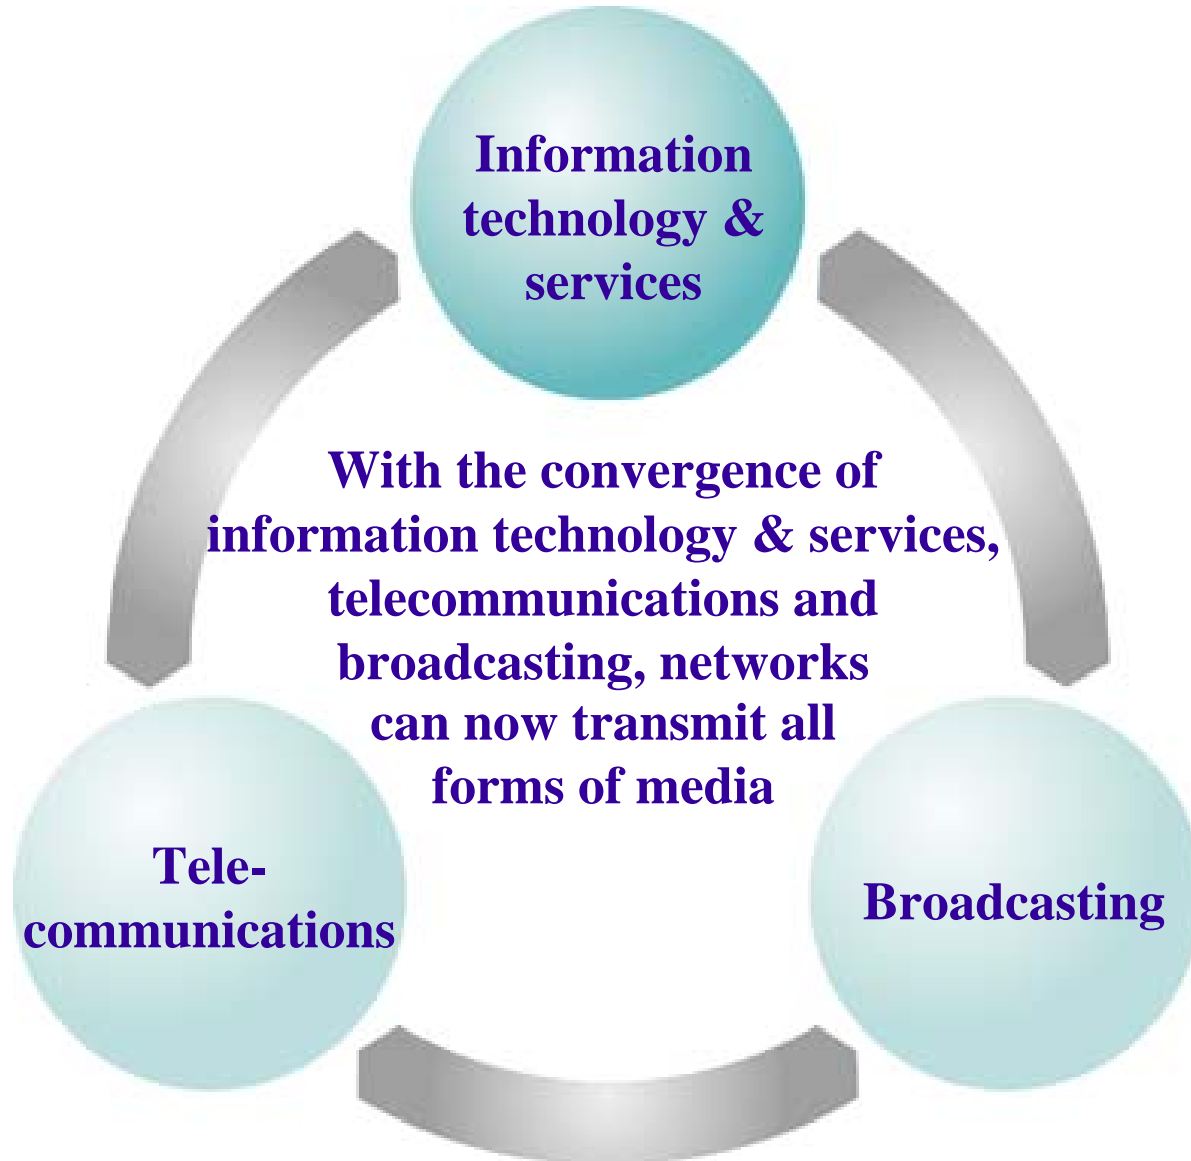 Information
technology &
services
With the convergence of
information technology & services,
telecommunications and
broadcasting, networks
can now transmit all
forms of media
Tele-
communications
Broadcasting